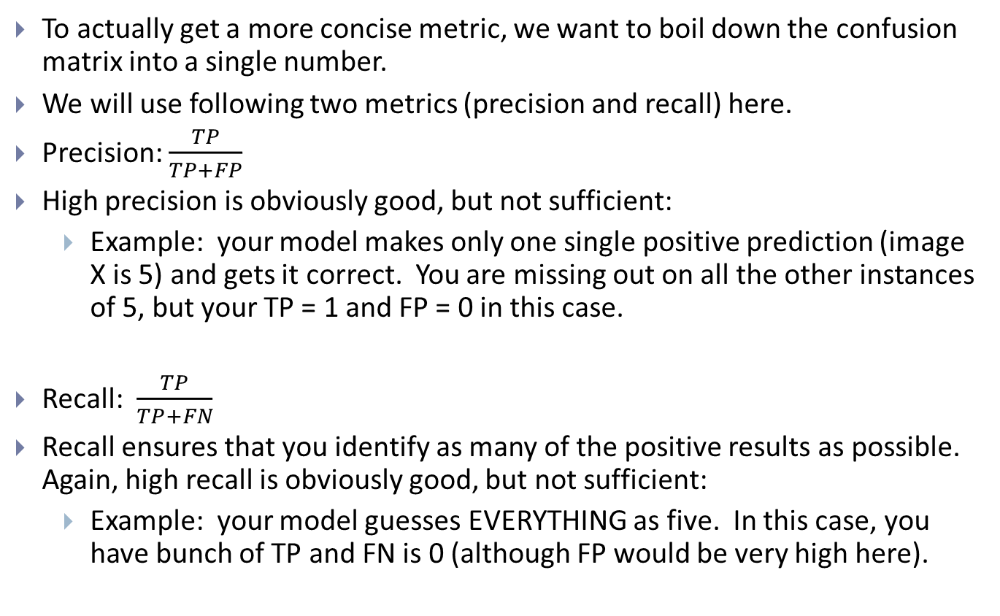 To actually get a more concise metric, we want to boil down the confusion
matrix into a single number.
We will use following two metrics (precision and recall) here.
Precision: TP/(TP+FP)
High precision is obviously good, but not sufficient:
Example:  your model makes only one single positive prediction (image
X is 5) and gets it correct.  You are missing out on all the other instances
of 5, but your TP = 1 and FP = 0 in this case.
Recall: TP/(TP+FN)
Recall ensures that you identify as many of the positive results as possible.
Again, high recall is obviously good, but not sufficient:
Example:  your model guesses EVERYTHING as five.  In this case, you
have bunch of TP and FN is 0 (although FP would be very high here).